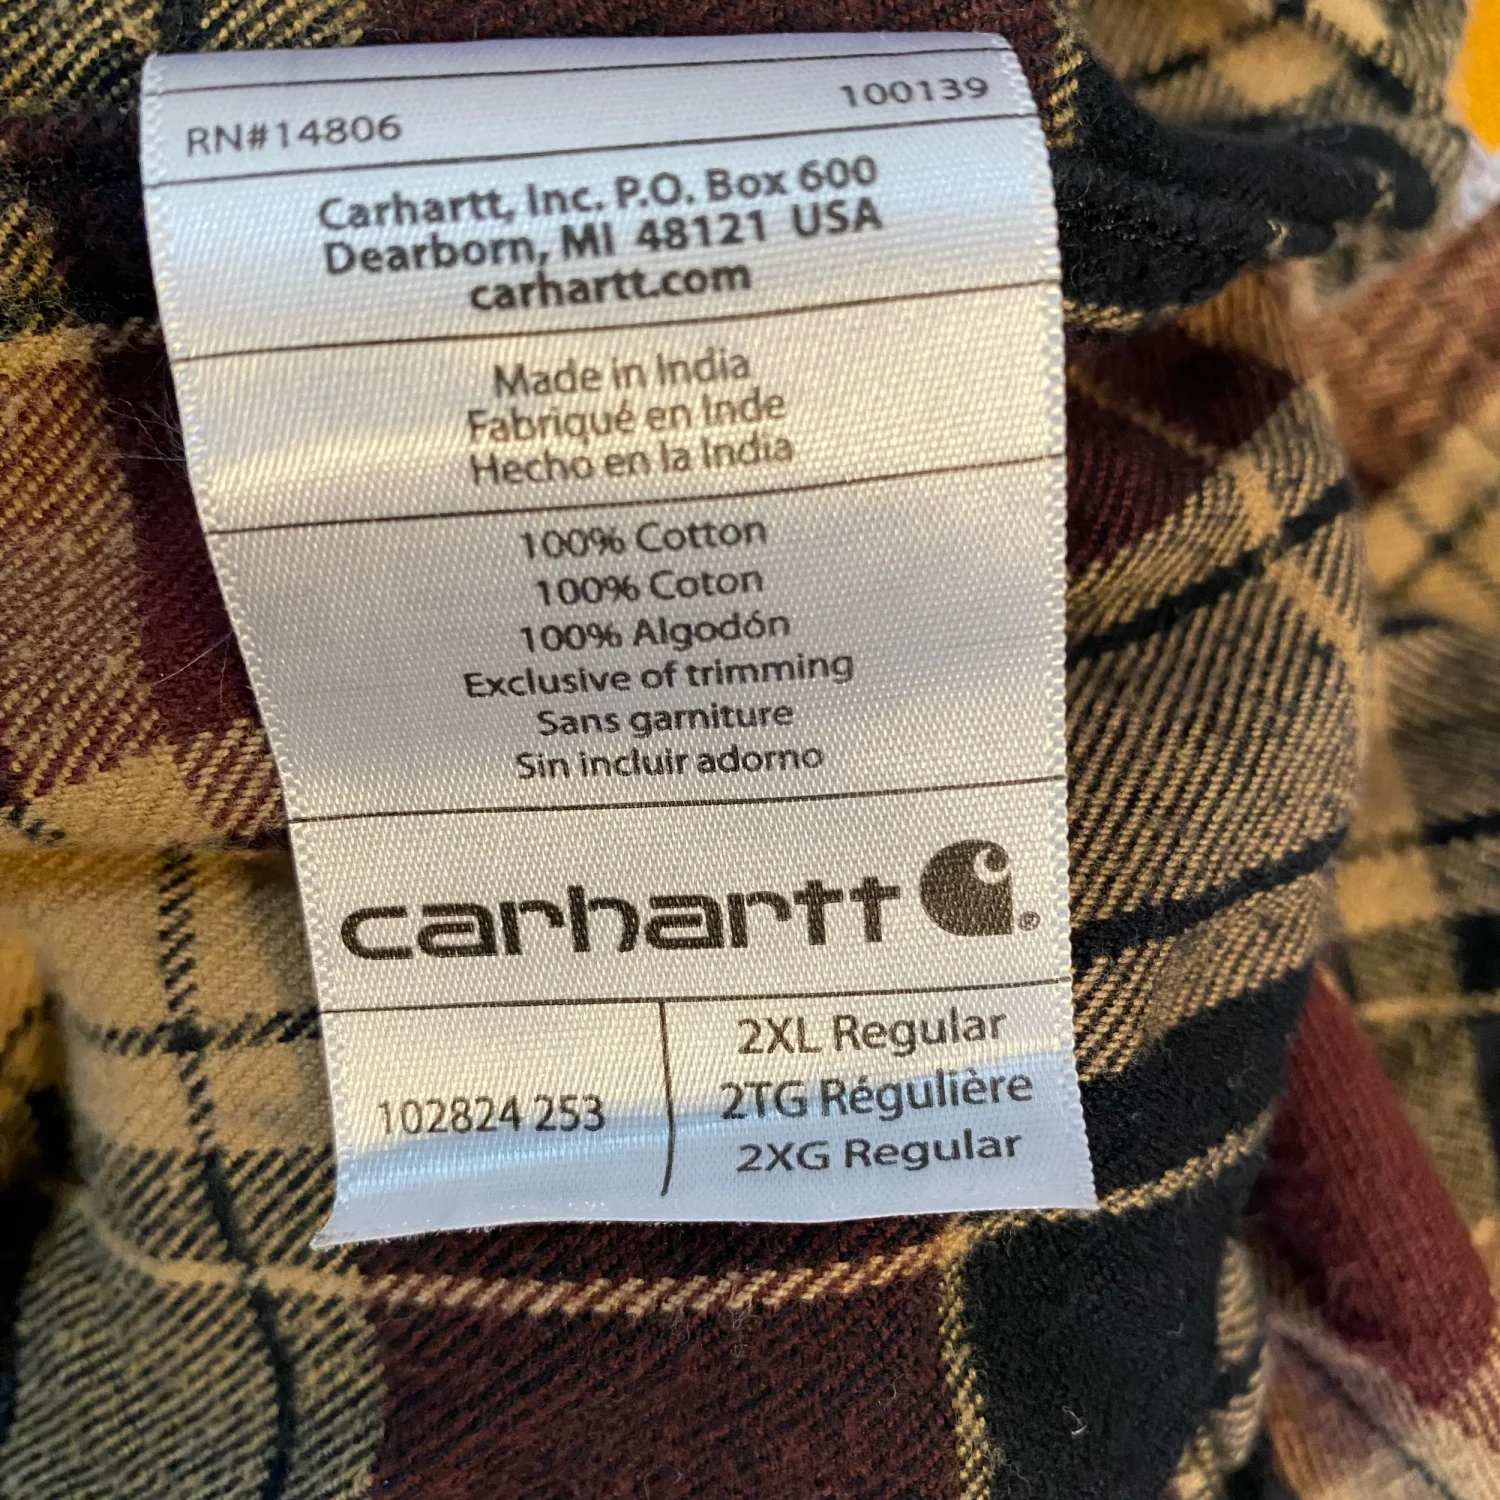 100139
RN#14806
Carhartt, Inc. P.O. Box 600
Dearborn, MI 48121 USA
carhartt.com
Made in India
Fabriqué en Inde
Hecho en la India
100% Cotton
100% Coton
100% Algodón
Exclusive of trimming
Sans garniture
Sin incluir adorno
carhartt ®
102824 253
2XL Regular
2TG Régulière
2XG Regular